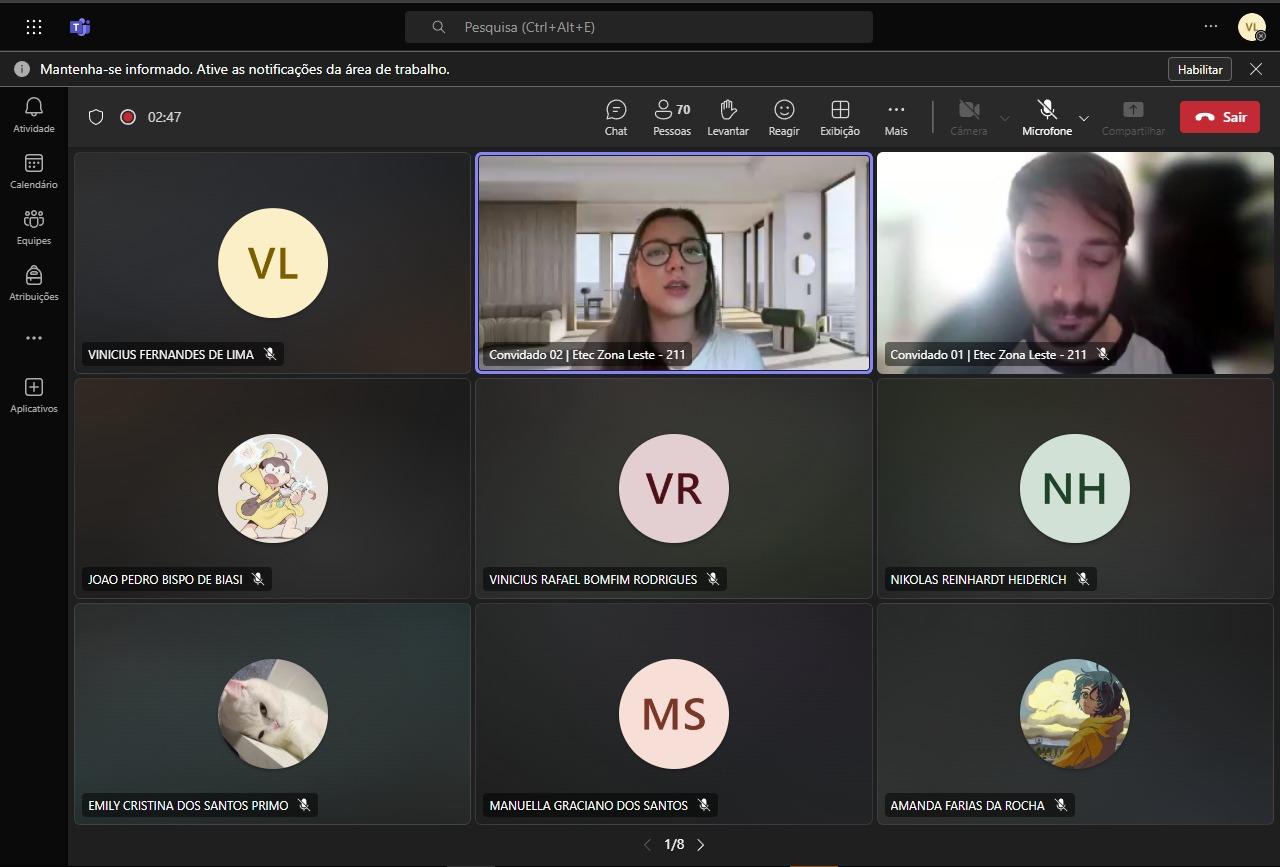 Pesquisa (Ctrl+Alt+E)
VL
Mantenha-se informado. Ative as notificações da área de trabalho.
Habilitar
Atividade
Calendário
Equipes
Atribuições
Aplicativos
02:47
Chat
70
Pessoas
Levantar
Reagir
Exibição
Mais
Câmera
Microfone
Compartilhar
Sair
VL
VINICIUS FERNANDES DE LIMA
Convidado 02 | Etec Zona Leste - 211
Convidado 01 | Etec Zona Leste - 211
JOAO PEDRO BISPO DE BIASI
VR
VINICIUS RAFAEL BOMFIM RODRIGUES
NH
NIKOLAS REINHARDT HEIDERICH
EMILY CRISTINA DOS SANTOS PRIMO
MS
MANUELLA GRACIANO DOS SANTOS
AMANDA FARIAS DA ROCHA
1/8